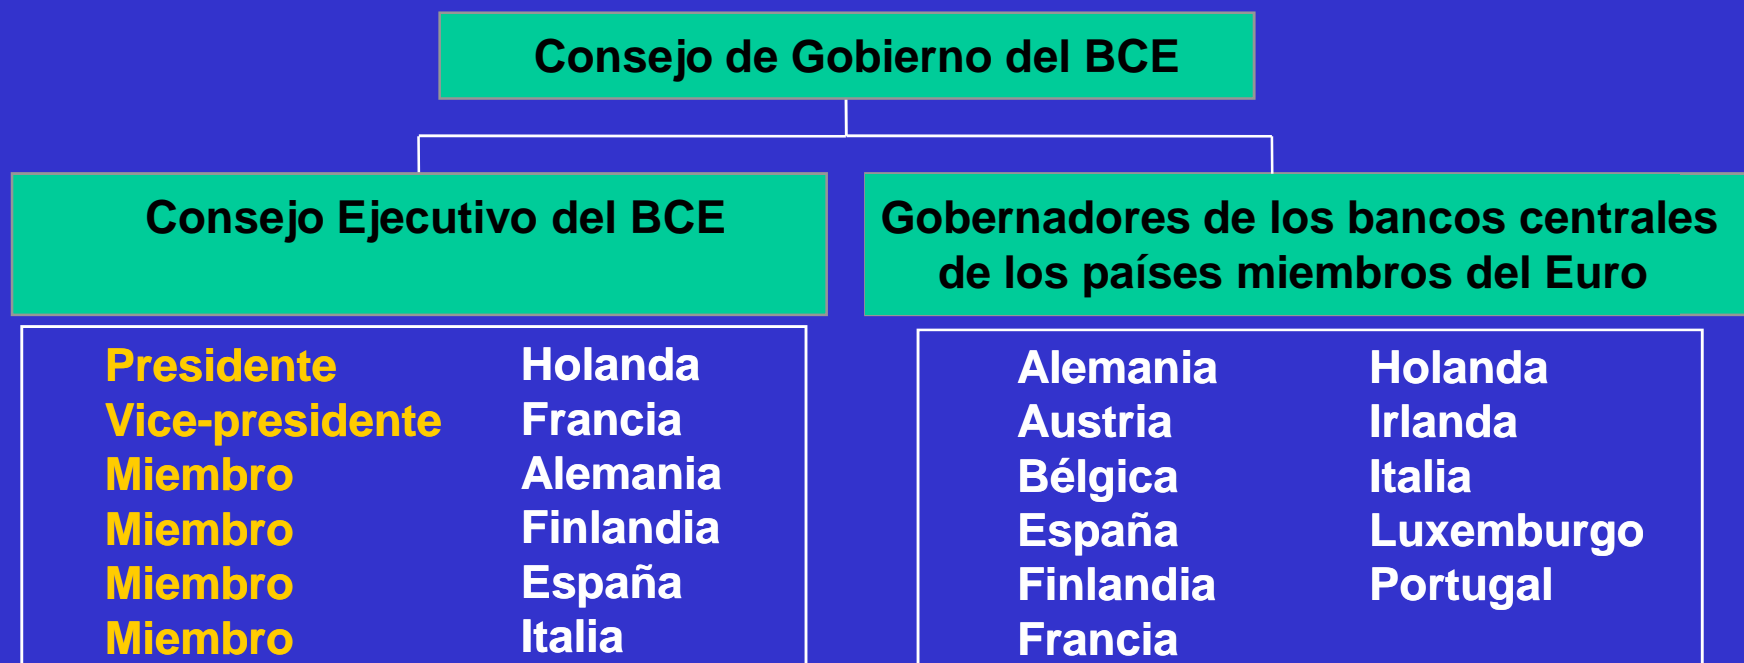 Consejo de Gobierno del BCE
Consejo Ejecutivo del BCE
Gobernadores de los bancos centrales
de los países miembros del Euro
Presidente Holanda
Vice-presidente Francia
Miembro Alemania
Miembro Finlandia
Miembro España
Miembro Italia
Alemania Holanda
Austria Irlanda
Bélgica Italia
España Luxemburgo
Finlandia Portugal
Francia